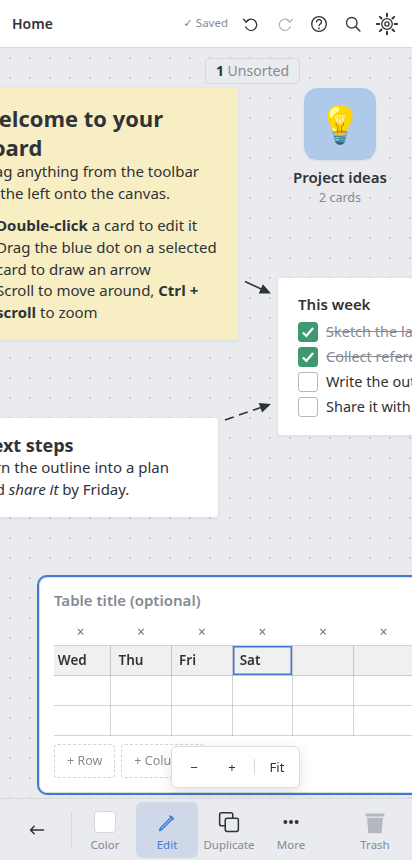 Home
✓ Saved
1 Unsorted
elcome to your
oard
ag anything from the toolbar
the left onto the canvas.
Double-click a card to edit it
Drag the blue dot on a selected
card to draw an arrow
Scroll to move around, Ctrl +
scroll to zoom
Project ideas
2 cards
This week
Sketch the la
Collect refere
Write the out
Share it with
ext steps
rn the outline into a plan
d share it by Friday.
Table title (optional)
× × × × × ×
Wed Thu Fri Sat
+ Row + Colu
− + Fit
Color Edit Duplicate More Trash